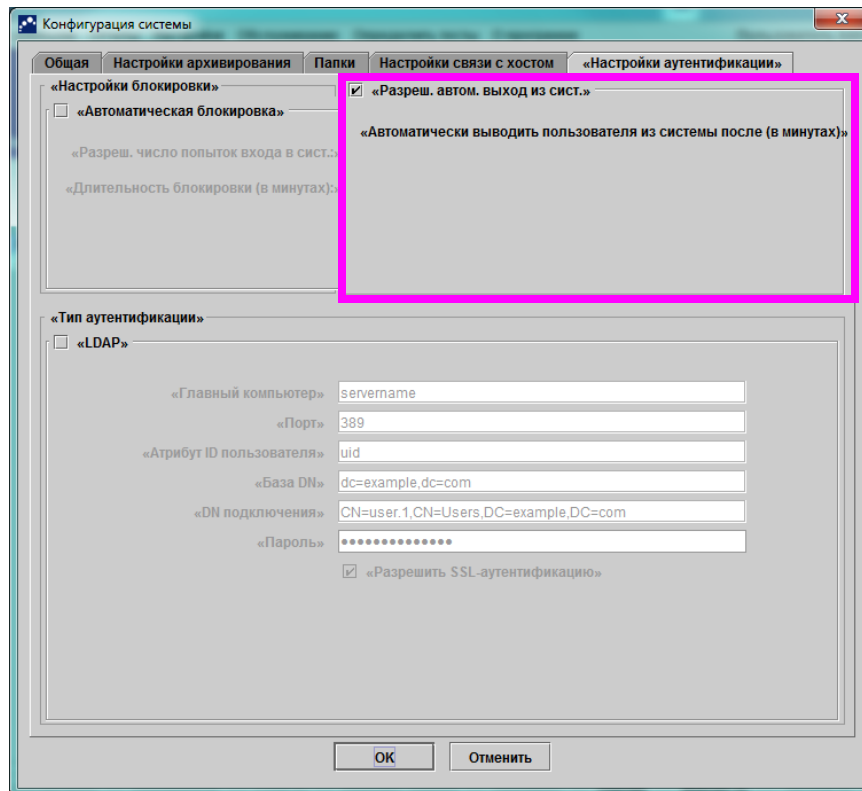 Конфигурация системы
Общая
Настройки архивирования
Папки
Настройки связи с хостом
«Настройки аутентификации»
«Настройки блокировки»
«Автоматическая блокировка»
«Разреш. число попыток входа в сист.:»
«Длительность блокировки (в минутах):»
«Разреш. автом. выход из сист.»
«Автоматически выводить пользователя из системы после (в минутах)»
«Тип аутентификации»
«LDAP»
«Главный компьютер» servername
«Порт» 389
«Атрибут ID пользователя» uid
«База DN» dc=example,dc=com
«DN подключения» CN=user.1,CN=Users,DC=example,DC=com
«Пароль» ••••••••••••••
«Разрешить SSL-аутентификацию»
OK
Отменить